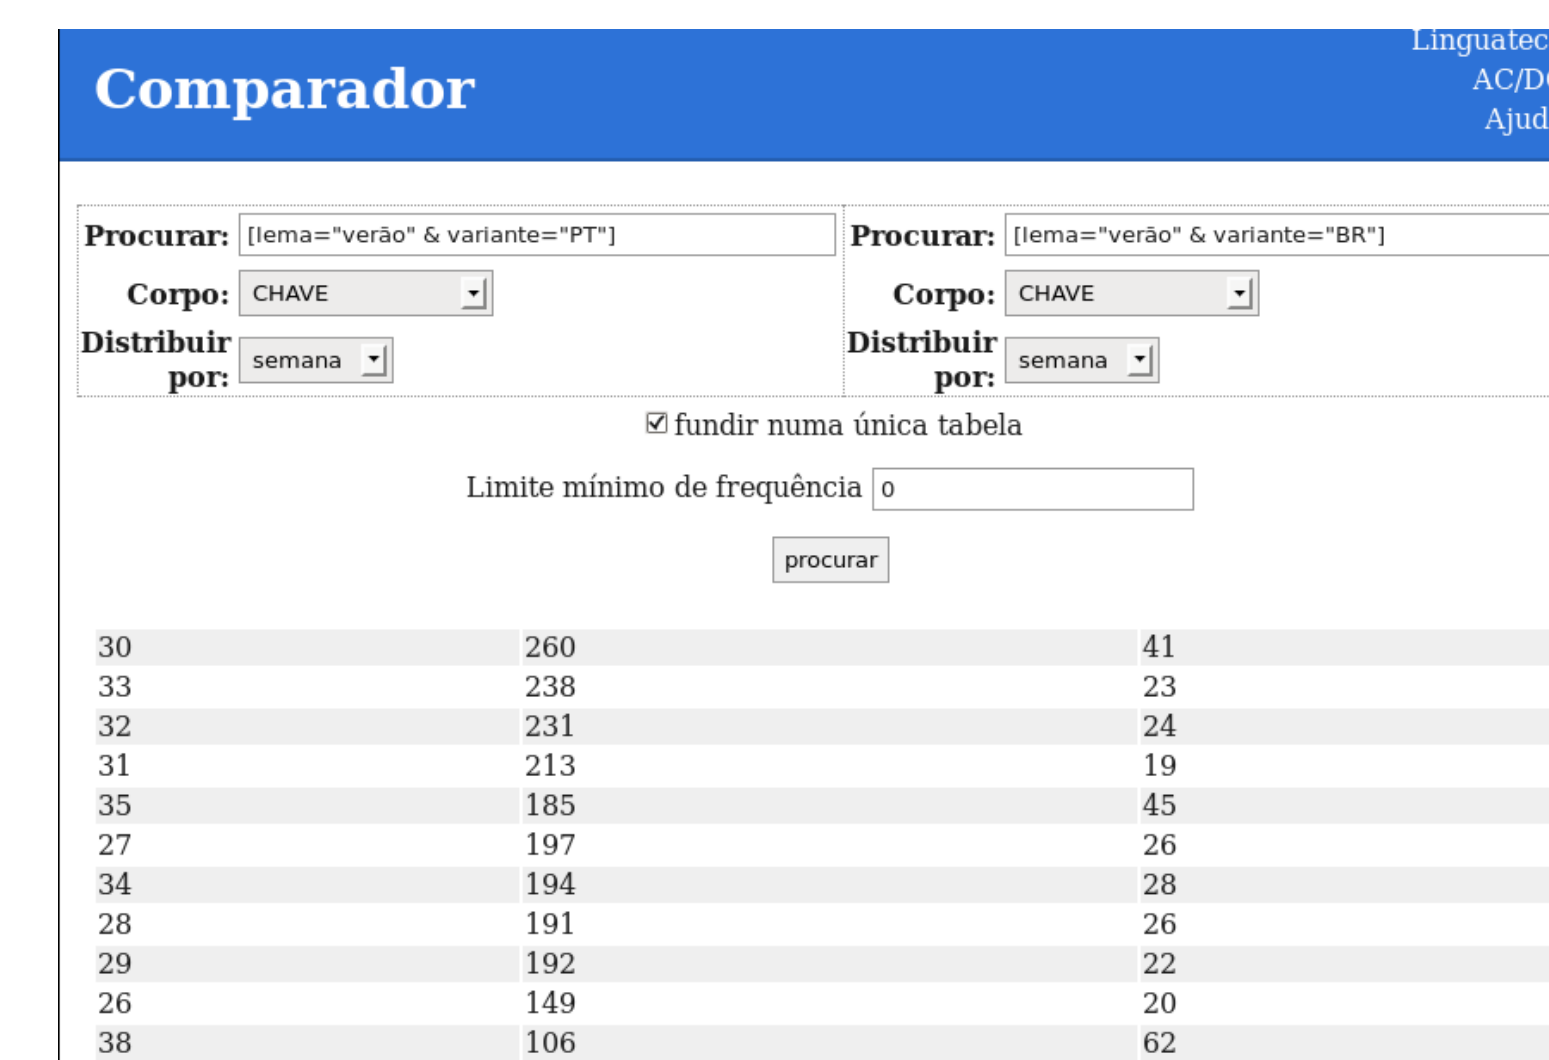 Linguatec
Comparador
AC/D
Ajud
Procurar: [lema="verão" & variante="PT"] Procurar: [lema="verão" & variante="BR"]
Corpo: CHAVE Corpo: CHAVE
Distribuir por: semana Distribuir por: semana
fundir numa única tabela
Limite mínimo de frequência 0
procurar
30 260 41
33 238 23
32 231 24
31 213 19
35 185 45
27 197 26
34 194 28
28 191 26
29 192 22
26 149 20
38 106 62